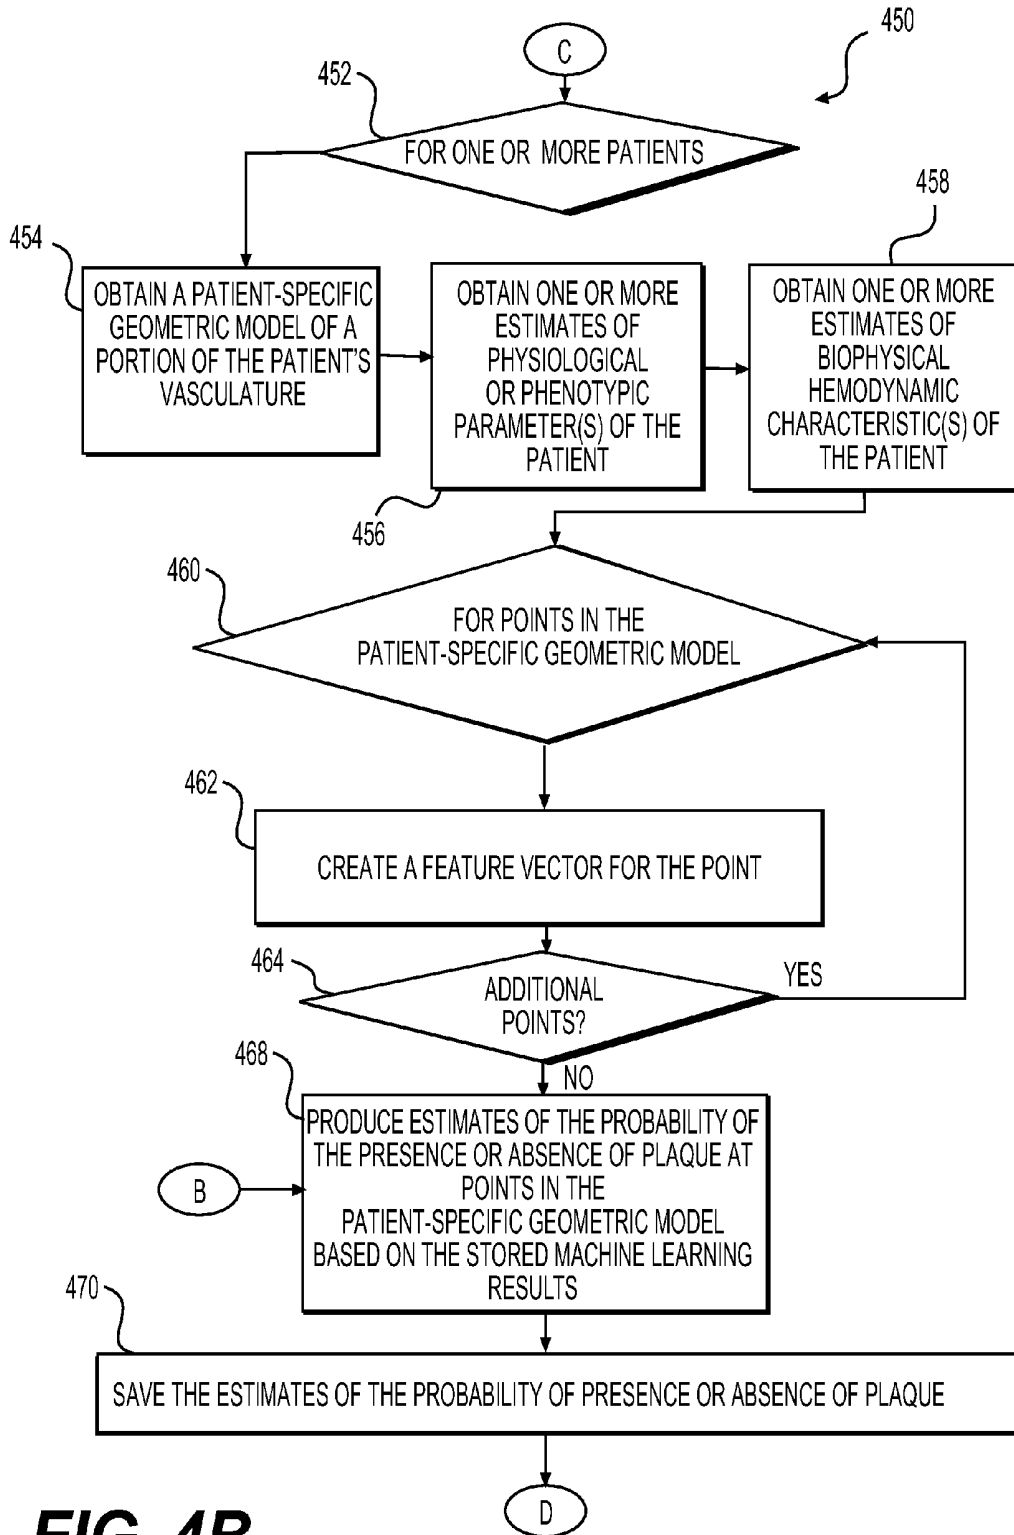 450
C
452
FOR ONE OR MORE PATIENTS
458
454
OBTAIN A PATIENT-SPECIFIC
GEOMETRIC MODEL OF A
PORTION OF THE PATIENT'S
VASCULATURE
OBTAIN ONE OR MORE
ESTIMATES OF
PHYSIOLOGICAL
OR PHENOTYPIC
PARAMETER(S) OF THE
PATIENT
OBTAIN ONE OR MORE
ESTIMATES OF
BIOPHYSICAL
HEMODYNAMIC
CHARACTERISTIC(S) OF
THE PATIENT
456
460
FOR POINTS IN THE
PATIENT-SPECIFIC GEOMETRIC MODEL
462
CREATE A FEATURE VECTOR FOR THE POINT
464
ADDITIONAL
POINTS?
YES
468
NO
PRODUCE ESTIMATES OF THE PROBABILITY OF
THE PRESENCE OR ABSENCE OF PLAQUE AT
POINTS IN THE
PATIENT-SPECIFIC GEOMETRIC MODEL
BASED ON THE STORED MACHINE LEARNING
RESULTS
B
470
SAVE THE ESTIMATES OF THE PROBABILITY OF PRESENCE OR ABSENCE OF PLAQUE
D
FIG. 4B